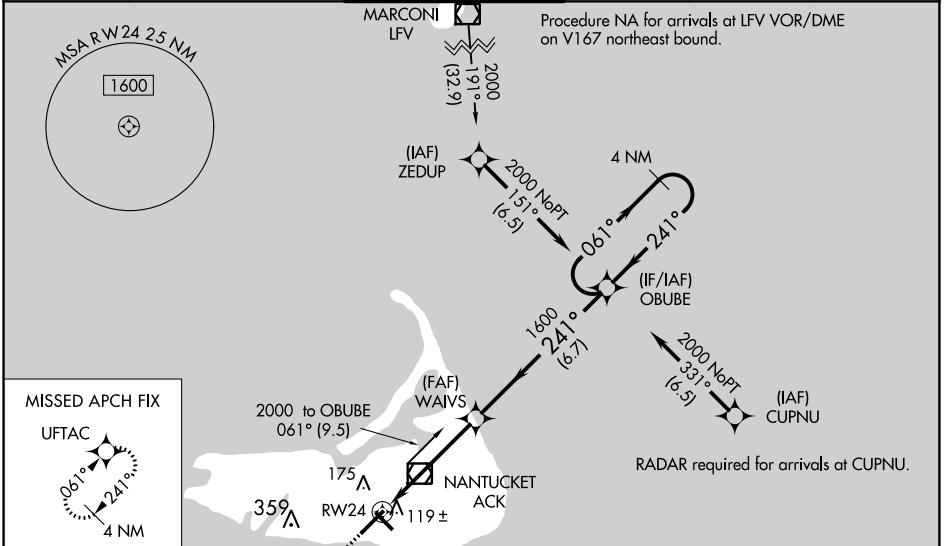 MSA RW24 25 NM
1600
MARCONI
LFV
Procedure NA for arrivals at LFV VOR/DME
on V167 northeast bound.
2000
191°
(32.9)
(IAF)
ZEDUP
2000 NoPT
151°
(6.5)
4 NM
061°
241°
(IF/IAF)
OBUBE
1600
241°
(6.7)
2000 NoPT
331°
(6.5)
(IAF)
CUPNU
RADAR required for arrivals at CUPNU.
(FAF)
WAIVS
2000 to OBUBE
061° (9.5)
175
NANTUCKET
ACK
359
RW24
119 ±
MISSED APCH FIX
UFTAC
061°
241°
4 NM